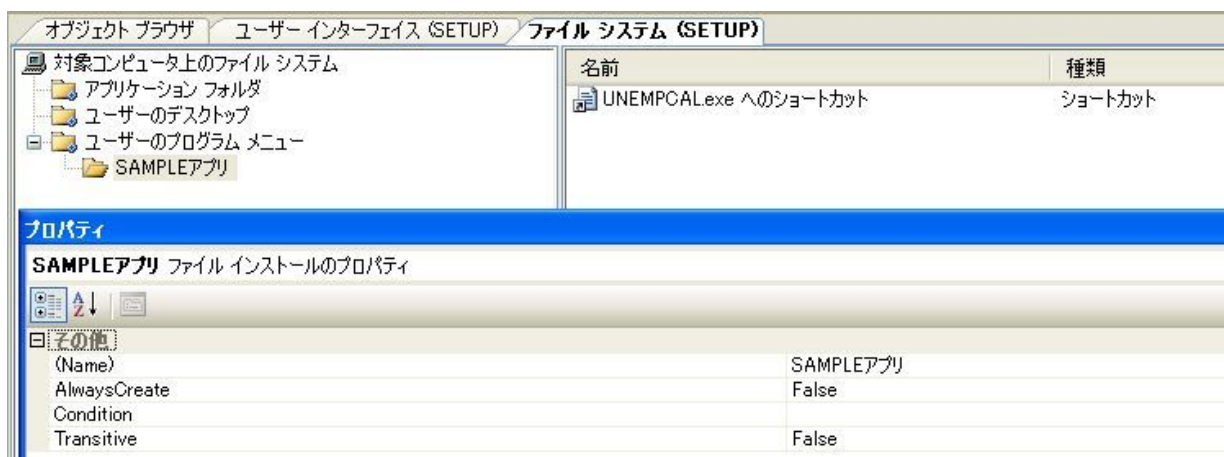 オブジェクト ブラウザ ユーザー インターフェイス (SETUP) ファイル システム (SETUP)
対象コンピュータ上のファイル システム
アプリケーション フォルダ
ユーザーのデスクトップ
ユーザーのプログラム メニュー
SAMPLEアプリ
名前 種類
UNEMPCAL.exe へのショートカット ショートカット
プロパティ
SAMPLEアプリ ファイル インストールのプロパティ
その他
(Name) SAMPLEアプリ
AlwaysCreate False
Condition
Transitive False